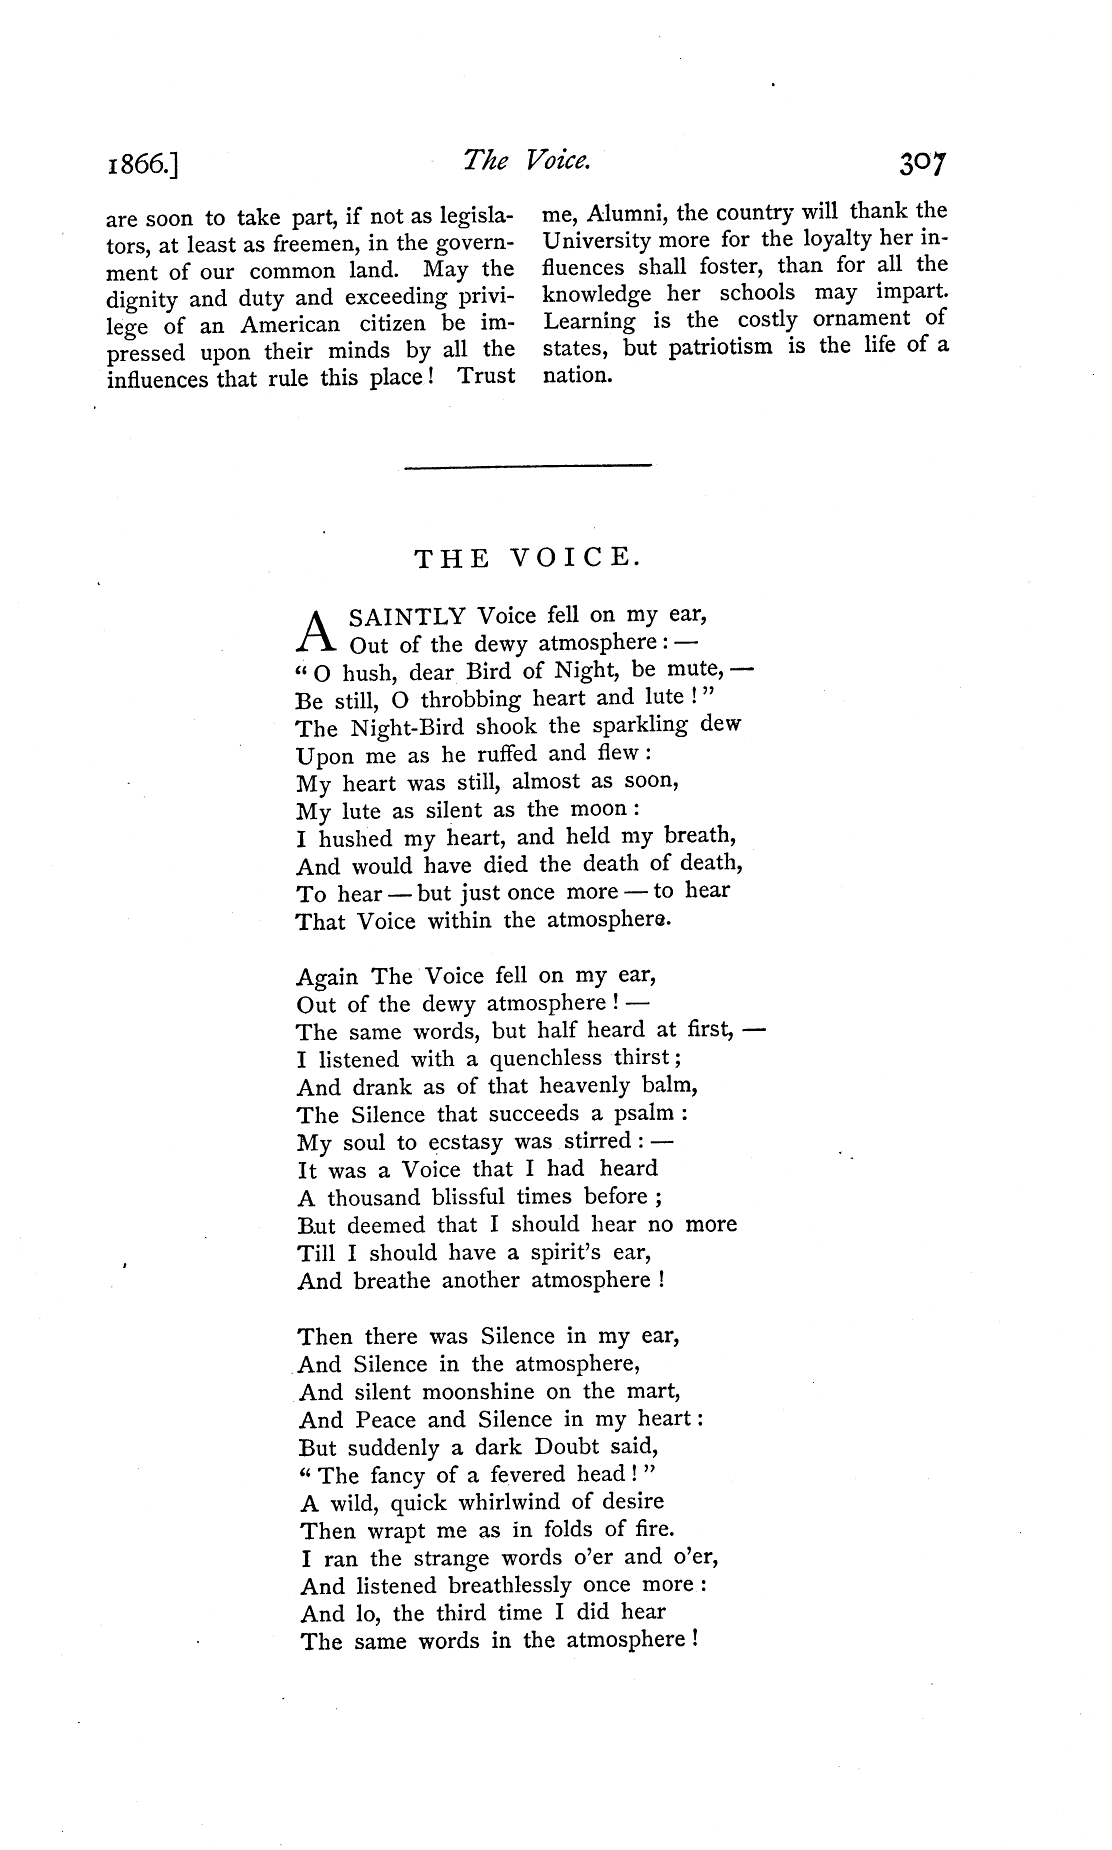 1866.] The Voice. 307
are soon to take part, if not as legisla-
tors, at least as freemen, in the govern-
ment of our common land. May the
dignity and duty and exceeding privi-
lege of an American citizen be im-
pressed upon their minds by all the
influences that rule this place! Trust
me, Alumni, the country will thank the
University more for the loyalty her in-
fluences shall foster, than for all the
knowledge her schools may impart.
Learning is the costly ornament of
states, but patriotism is the life of a
nation.
THE VOICE.
A SAINTLY Voice fell on my ear,
Out of the dewy atmosphere: —
“O hush, dear Bird of Night, be mute, —
Be still, O throbbing heart and lute!”
The Night-Bird shook the sparkling dew
Upon me as he ruffed and flew:
My heart was still, almost as soon,
My lute as silent as the moon:
I hushed my heart, and held my breath,
And would have died the death of death,
To hear — but just once more — to hear
That Voice within the atmosphere.
Again The Voice fell on my ear,
Out of the dewy atmosphere! —
The same words, but half heard at first, —
I listened with a quenchless thirst;
And drank as of that heavenly balm,
The Silence that succeeds a psalm:
My soul to ecstasy was stirred: —
It was a Voice that I had heard
A thousand blissful times before;
But deemed that I should hear no more
Till I should have a spirit's ear,
And breathe another atmosphere!
Then there was Silence in my ear,
And Silence in the atmosphere,
And silent moonshine on the mart,
And Peace and Silence in my heart:
But suddenly a dark Doubt said,
“The fancy of a fevered head!”
A wild, quick whirlwind of desire
Then wrapt me as in folds of fire.
I ran the strange words o'er and o'er,
And listened breathlessly once more:
And lo, the third time I did hear
The same words in the atmosphere!